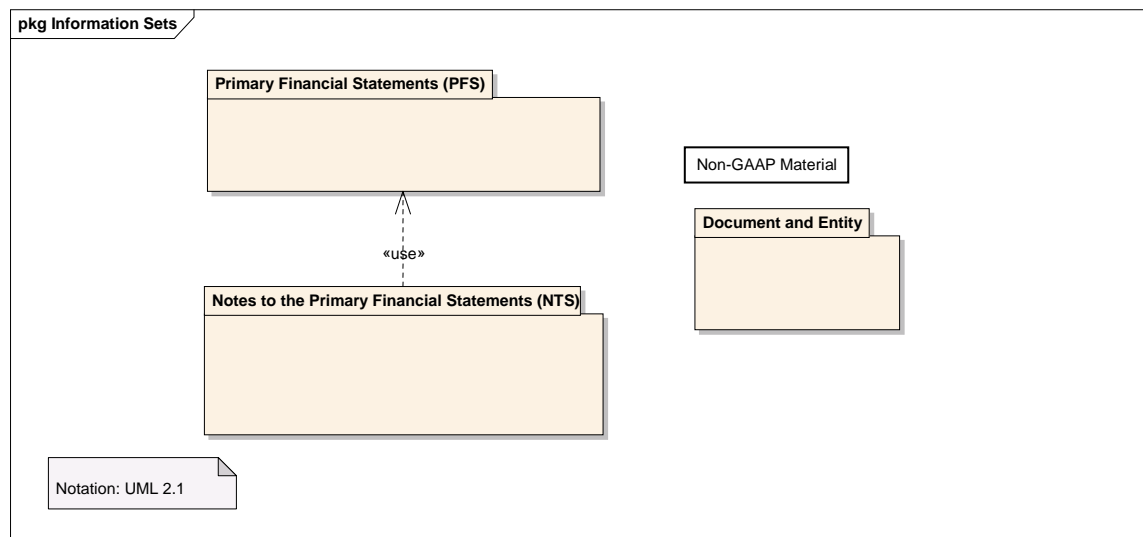 pkg Information Sets
Primary Financial Statements (PFS)
Non-GAAP Material
Document and Entity
«use»
Notes to the Primary Financial Statements (NTS)
Notation: UML 2.1